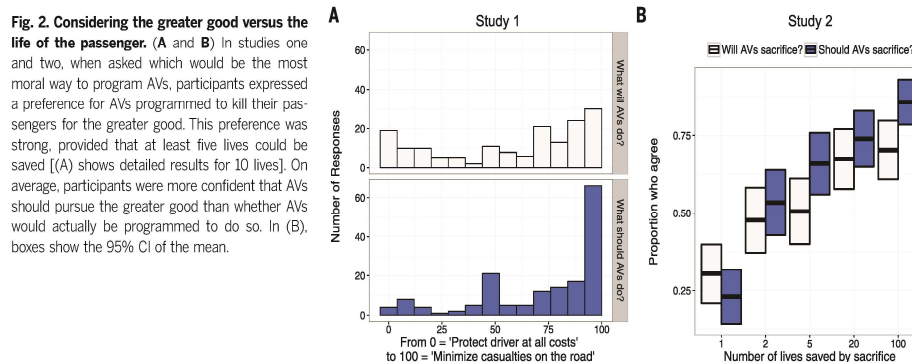 Fig. 2. Considering the greater good versus the
life of the passenger. (A and B) In studies one
and two, when asked which would be the most
moral way to program AVs, participants expressed
a preference for AVs programmed to kill their pas-
sengers for the greater good. This preference was
strong, provided that at least five lives could be
saved [(A) shows detailed results for 10 lives]. On
average, participants were more confident that AVs
should pursue the greater good than whether AVs
would actually be programmed to do so. In (B),
boxes show the 95% CI of the mean.
A
Study 1
Number of Responses
60
40
20
0
What will AVs do?
60
40
20
0
What should AVs do?
0 25 50 75 100
From 0 = 'Protect driver at all costs'
to 100 = 'Minimize casualties on the road'
B
Study 2
Will AVs sacrifice? Should AVs sacrifice?
Proportion who agree
0.75
0.50
0.25
1 2 5 20 100
Number of lives saved by sacrifice